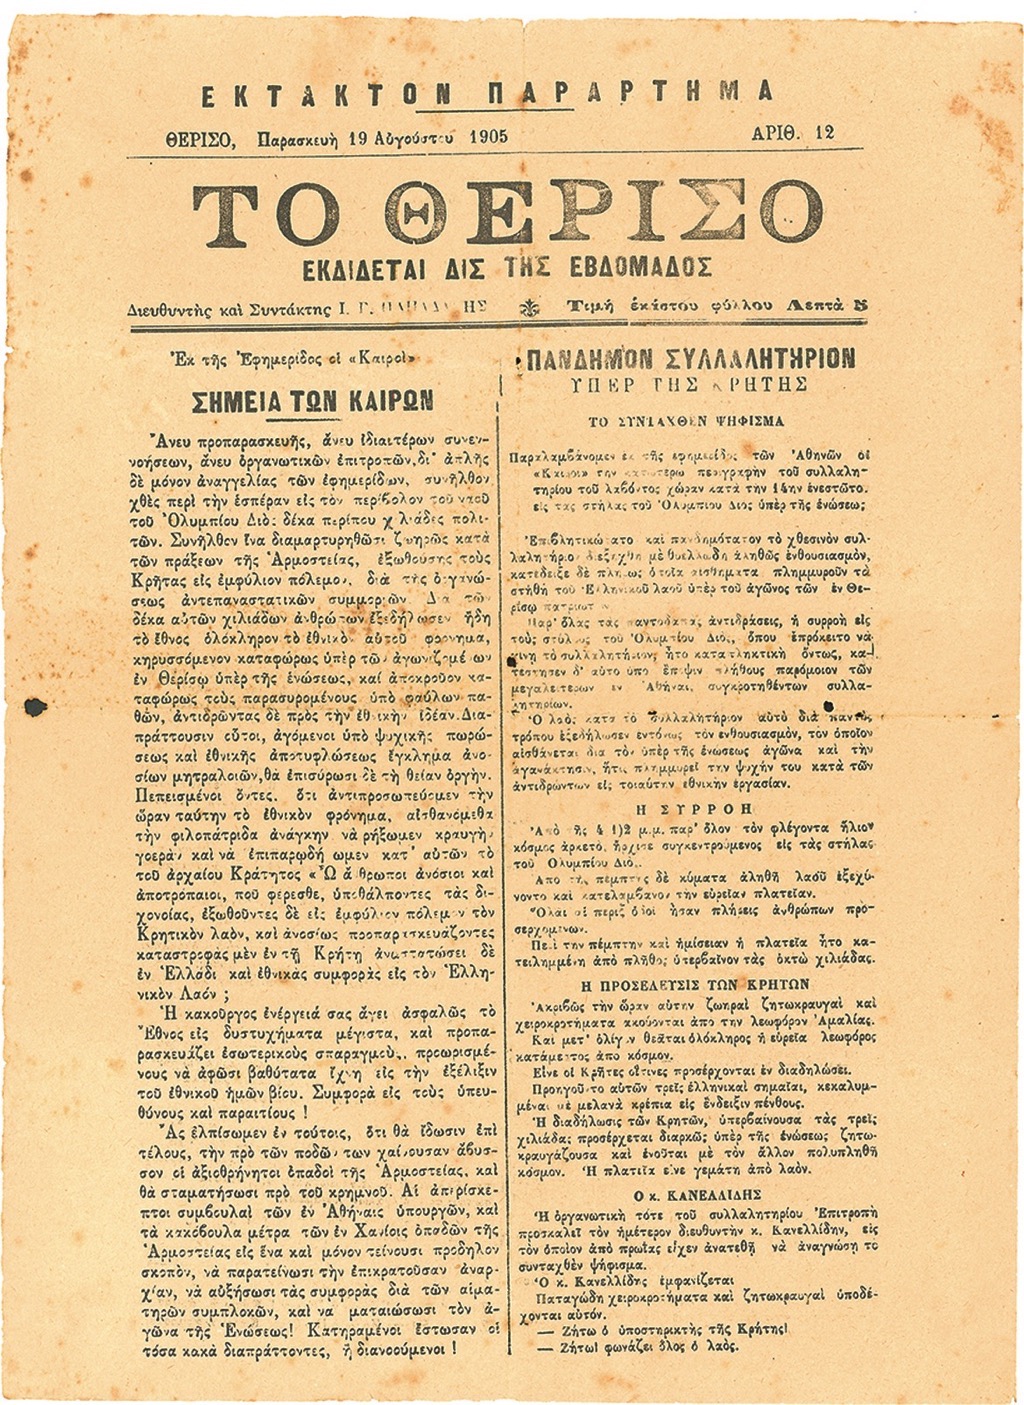 ΕΚΤΑΚΤΟΝ ΠΑΡΑΡΤΗΜΑ
ΘΕΡΙΣΟ, Παρασκευὴ 19 Αὐγούστου 1905 ΑΡΙΘ. 12
ΤΟ ΘΕΡΙΣΟ
ΕΚΔΙΔΕΤΑΙ ΔΙΣ ΤΗΣ ΕΒΔΟΜΑΔΟΣ
Διευθυντὴς καὶ Συντάκτης Ι. Γ. Τιμὴ ἑκάστου φύλλου Λεπτὰ 5
Ἐκ τῆς Ἐφημερίδος οἱ «Καιροὶ»
ΣΗΜΕΙΑ ΤΩΝ ΚΑΙΡΩΝ
Ἄνευ προπαρασκευῆς, ἄνευ ἰδιαιτέρων συνεν-
νοήσεων, ἄνευ ὀργανωτικῶν ἐπιτροπῶν, δι' ἁπλῆς
δὲ μόνον ἀναγγελίας τῶν ἐφημερίδων, συνῆλθον
χθὲς περὶ τὴν ἑσπέραν εἰς τὸν περίβολον τοῦ ναοῦ
τοῦ Ὀλυμπίου Διὸς δέκα περίπου χιλιάδες πολι-
τῶν. Συνῆλθον ἵνα διαμαρτυρηθῶσι ζωηρῶς κατὰ
τῶν πράξεων τῆς Ἁρμοστείας, ἐξωθούσης τοὺς
Κρῆτας εἰς ἐμφύλιον πόλεμον, διὰ τῆς ὀργανώ-
σεως ἀντεπαναστατικῶν συμμοριῶν Διὰ τῶν
δέκα αὐτῶν χιλιάδων ἀνθρώπων ἐξεδήλωσεν ἤδη
τὸ ἔθνος ὁλόκληρον τὸ ἐθνικὸν αὐτοῦ φρόνημα,
κηρυσσόμενον καταφώρως ὑπὲρ τῶν ἀγωνιζομένων
ἐν Θερίσῳ ὑπὲρ τῆς ἑνώσεως, καὶ ἀποκροῦον κα-
ταφώρως τοὺς παρασυρομένους ὑπὸ φαύλων πα-
θῶν, ἀντιδρῶντας δὲ πρὸς τὴν ἐθνικὴν ἰδέαν. Δια-
πράττουσιν οὗτοι, ἀγόμενοι ὑπὸ ψυχικῆς πωρώ-
σεως καὶ ἐθνικῆς ἀποτυφλώσεως ἔγκλημα ἀνο-
σίων μητραλοιῶν, θὰ ἐπισύρωσι δὲ τὴν θείαν ὀργήν.
Πεπεισμένοι ὄντες. ὅτι ἀντιπροσωπεύομεν τὴν
ὥραν ταύτην τὸ ἐθνικὸν φρόνημα, αἰσθανόμεθα
τὴν φιλοπάτριδα ἀνάγκην νὰ ρήξωμεν κραυγὴν
γοερὰν καὶ νὰ ἐπιπαρῳδήσωμεν κατ' αὐτῶν τὸ
τοῦ ἀρχαίου Κράτητος «Ὢ ἄνθρωποι ἀνόσιοι καὶ
ἀποτρόπαιοι, ποῦ φέρεσθε, ὑποθάλποντες τὰς δι-
χονοίας, ἐξωθοῦντες δὲ εἰς ἐμφύλιον πόλεμον τὸν
Κρητικὸν λαὸν, καὶ ἀνοσίως προπαρασκευάζοντες
καταστροφὰς μὲν ἐν τῇ Κρήτῃ ἀναστατώσει δὲ
ἐν Ἑλλάδι καὶ ἐθνικὰς συμφορὰς εἰς τὸν Ἑλλη-
νικὸν Λαόν ;
Ἡ κακοῦργος ἐνέργειά σας ἄγει ἀσφαλῶς τὸ
Ἔθνος εἰς δυστυχήματα μέγιστα, καὶ προπα-
ρασκευάζει ἐσωτερικοὺς σπαραγμοὺς, προωρισμέ-
νους νὰ ἀφῶσι βαθύτατα ἴχνη εἰς τὴν ἐξέλιξιν
τοῦ ἐθνικοῦ ἡμῶν βίου. Συμφορὰ εἰς τοὺς ὑπευ-
θύνους καὶ παραιτίους !
Ἂς ἐλπίσωμεν ἐν τούτοις, ὅτι θὰ ἴδωσιν ἐπὶ
τέλους, τὴν πρὸ τῶν ποδῶν των χαίνουσαν ἄβυσ-
σον οἱ ἀξιοθρήνητοι ὀπαδοὶ τῆς Ἁρμοστείας, καὶ
θὰ σταματήσωσι πρὸ τοῦ κρημνοῦ. Αἱ ἀπερίσκε-
πτοι συμβουλαὶ τῶν ἐν Ἀθήναις ὑπουργῶν, καὶ
τὰ κακόβουλα μέτρα τῶν ἐν Χανίοις ὀπαδῶν τῆς
Ἁρμοστείας εἰς ἕνα καὶ μόνον τείνουσι πρόδηλον
σκοπὸν, νὰ παρατείνωσι τὴν ἐπικρατοῦσαν ἀναρ-
χίαν, νὰ αὐξήσωσι τὰς συμφορὰς διὰ τῶν αἱμα-
τηρῶν συμπλοκῶν, καὶ νὰ ματαιώσωσι τὸν ἀ-
γῶνα τῆς Ἑνώσεως! Κατηραμένοι ἔστωσαν οἱ
τόσα κακὰ διαπράττοντες, ἢ διανοούμενοι !
ΠΑΝΔΗΜΟΝ ΣΥΛΛΑΛΗΤΗΡΙΟΝ
ΥΠΕΡ ΤΗΣ ΚΡΗΤΗΣ
ΤΟ ΣΥΝΤΑΧΘΕΝ ΨΗΦΙΣΜΑ
Παραλαμβάνομεν ἐκ τῆς ἐφημερίδος τῶν Ἀθηνῶν οἱ
«Καιροὶ» τὴν κατωτέρω περιγραφὴν τοῦ συλλαλη-
τηρίου τοῦ λαβόντος χώραν κατὰ τὴν 14ην ἐνεστῶτο.
εἰς τὰς στήλας τοῦ Ὀλυμπίου Διὸς ὑπὲρ τῆς ἑνώσεως;
Ἐπιβλητικώτατο καὶ πανδημότατον τὸ χθεσινὸν συλ-
λαλητήριο διεξήχθη μὲ θυελλώδη ἀληθῶς ἐνθουσιασμόν,
κατέδειξε δὲ πλήρως ὁποῖα αἰσθήματα πλημμυροῦν τὰ
στήθη τοῦ Ἑλληνικοῦ λαοῦ ὑπὲρ τοῦ ἀγῶνος τῶν ἐν Θε-
ρίσῳ
Παρ' ὅλας τὰς παντοδαπὰς ἀντιδράσεις, ἡ συρροὴ εἰς
τοὺς στύλους τοῦ Ὀλυμπίου Διὸς, ὅπου ἐπρόκειτο νὰ
γίνῃ τὸ συλλαλητήριον, ἦτο καταπληκτικὴ ὄντως, κα-
τέστησεν δ' αὐτὸ ὑπὸ ἔποψιν πλήθους παρόμοιον τῶν
μεγαλειτέρων ἐν Ἀθήναις συγκροτηθέντων συλλα-
λητηρίων.
Ὁ λαὸς κατὰ τὸ συλλαλητήριον αὐτὸ διὰ παντὸς
τρόπου ἐξεδήλωσεν ἐντόνως τὸν ἐνθουσιασμόν, τὸν ὁποῖον
αἰσθάνεται διὰ τὸν ὑπὲρ τῆς ἑνώσεως ἀγῶνα καὶ τὴν
ἀγανάκτησιν, ἥτις πλημμυρεῖ τὴν ψυχήν του κατὰ τῶν
ἀντιδρώντων εἰς τοιαύτην ἐθνικὴν ἐργασίαν.
Η ΣΥΡΡΟΗ
Ἀπὸ τῆς 4 1)2 μ.μ. παρ' ὅλον τὸν φλέγοντα ἥλιον
κόσμος ἀρκετὸς ἤρχισε συγκεντρούμενος εἰς τὰς στήλας
τοῦ Ὀλυμπίου Διὸς.
Ἀπὸ τῆς πέμπτης δὲ κύματα ἀληθῆ λαοῦ ἐξεχύ-
νοντο καὶ κατελάμβανον τὴν εὐρεῖαν πλατεῖαν.
Ὅλαι αἱ πέριξ ὁδοὶ ἦσαν πλήρεις ἀνθρώπων προ-
σερχομένων.
Περὶ τὴν πέμπτην καὶ ἡμίσειαν ἡ πλατεῖα ἦτο κα-
τειλημμένη ἀπὸ πλῆθος ὑπερβαῖνον τὰς ὀκτὼ χιλιάδας.
Η ΠΡΟΣΕΛΕΥΣΙΣ ΤΩΝ ΚΡΗΤΩΝ
Ἀκριβῶς τὴν ὥραν αὐτὴν ζωηραὶ ζητωκραυγαὶ καὶ
χειροκροτήματα ἀκούονται ἀπὸ τὴν λεωφόρον Ἀμαλίας.
Καὶ μετ' ὀλίγον θεᾶται ὁλόκληρος ἡ εὐρεῖα λεωφόρος
κατάμεστος ἀπὸ κόσμον.
Εἶνε οἱ Κρῆτες οἵτινες προσέρχονται ἐν διαδηλώσει.
Προηγοῦντο αὐτῶν τρεῖς ἑλληνικαὶ σημαῖαι, κεκαλυμ-
μέναι μὲ μελανὰ κρέπια εἰς ἔνδειξιν πένθους.
Ἡ διαδήλωσις τῶν Κρητῶν, ὑπερβαίνουσα τὰς τρεῖς
χιλιάδας προσέρχεται διαρκῶς ὑπὲρ τῆς ἑνώσεως ζητω-
κραυγάζουσα καὶ ἑνοῦται μὲ τὸν ἄλλον πολυπληθῆ
κόσμον. Ἡ πλατεῖα εἶνε γεμάτη ἀπὸ λαόν.
Ο κ. ΚΑΝΕΛΛΙΔΗΣ
Ἡ ὀργανωτικὴ τότε τοῦ συλλαλητηρίου Ἐπιτροπὴ
προσκαλεῖ τὸν ἡμέτερον διευθυντὴν κ. Κανελλίδην, εἰς
τὸν ὁποῖον ἀπὸ πρωίας εἶχεν ἀνατεθῆ νὰ ἀναγνώσῃ τὸ
συνταχθὲν ψήφισμα.
Ὁ κ. Κανελλίδης ἐμφανίζεται
Παταγώδη χειροκροτήματα καὶ ζητωκραυγαὶ ὑποδέ-
χονται αὐτόν.
— Ζήτω ὁ ὑποστηρικτὴς τῆς Κρήτης!
— Ζήτω! φωνάζει ὅλος ὁ λαός.